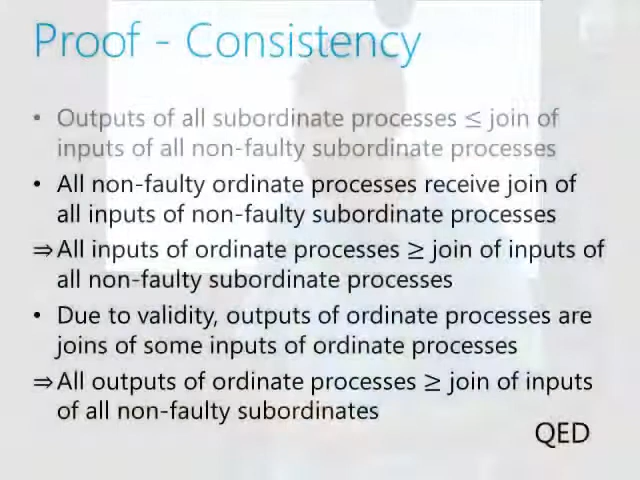 Proof - Consistency
• Outputs of all subordinate processes ≤ join of
inputs of all non-faulty subordinate processes
• All non-faulty ordinate processes receive join of
all inputs of non-faulty subordinate processes
⇒ All inputs of ordinate processes ≥ join of inputs of
all non-faulty subordinate processes
• Due to validity, outputs of ordinate processes are
joins of some inputs of ordinate processes
⇒ All outputs of ordinate processes ≥ join of inputs
of all non-faulty subordinates
QED